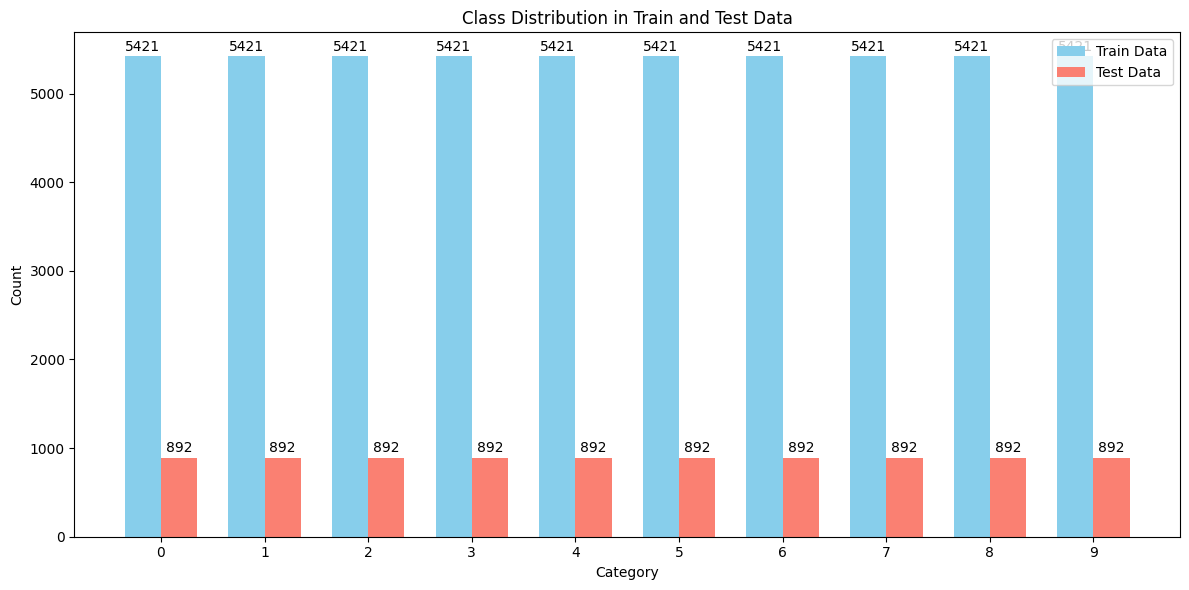 Class Distribution in Train and Test Data
5421 5421 5421 5421 5421 5421 5421 5421 5421 5421
Train Data
Test Data
5000
4000
3000
2000
1000
0
892 892 892 892 892 892 892 892 892 892
0 1 2 3 4 5 6 7 8 9
Count
Category